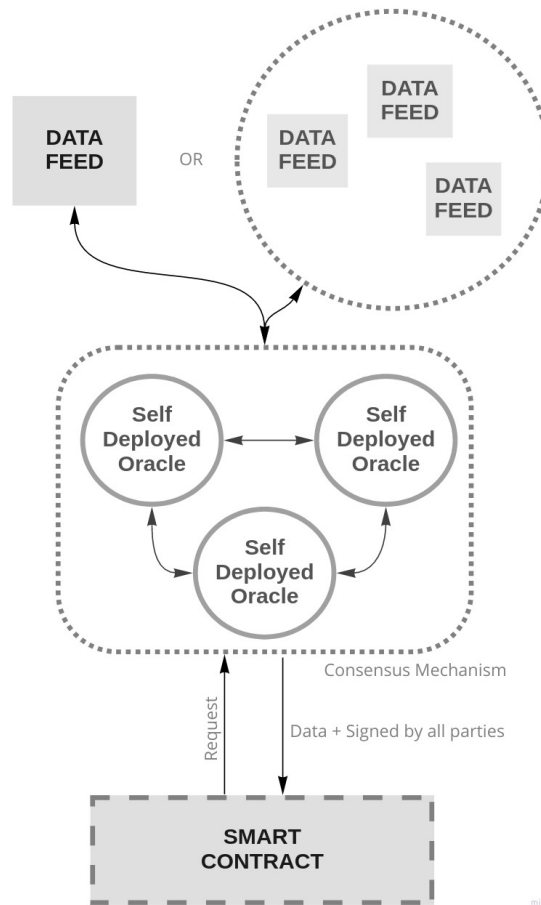 DATA
FEED
OR
DATA
FEED
DATA
FEED
DATA
FEED
Self
Deployed
Oracle
Self
Deployed
Oracle
Self
Deployed
Oracle
Consensus Mechanism
Request
Data + Signed by all parties
SMART
CONTRACT